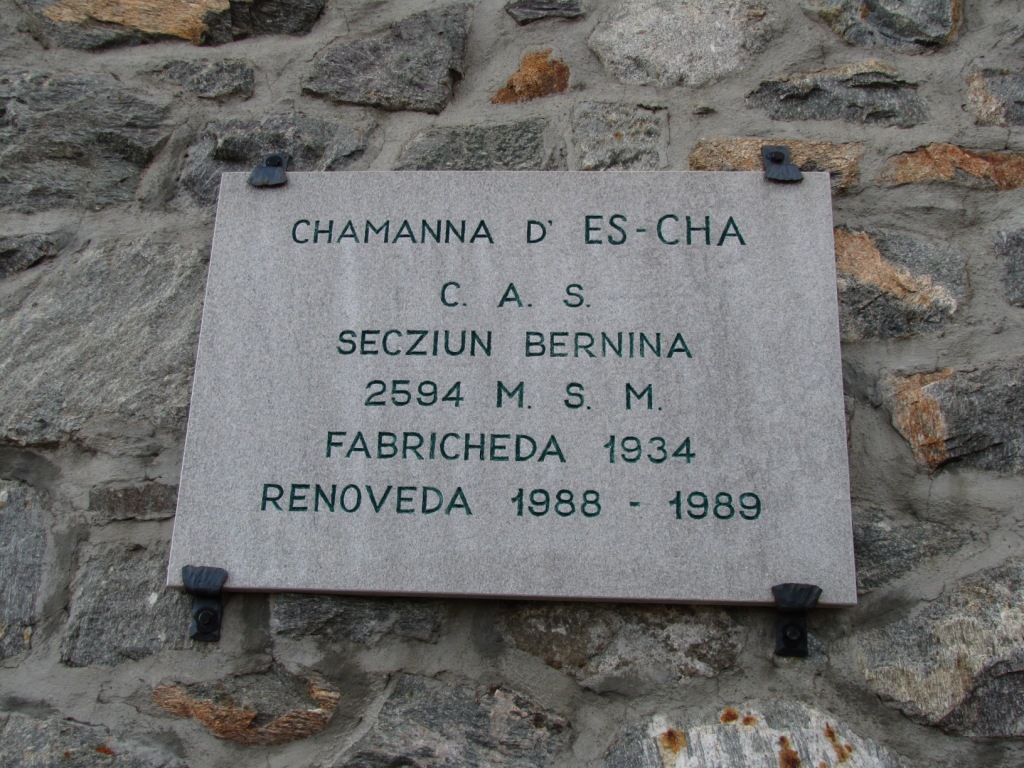 CHAMANNA D' ES-CHA
C. A. S.
SECZIUN BERNINA
2594 M. S. M.
FABRICHEDA 1934
RENOVEDA 1988 - 1989